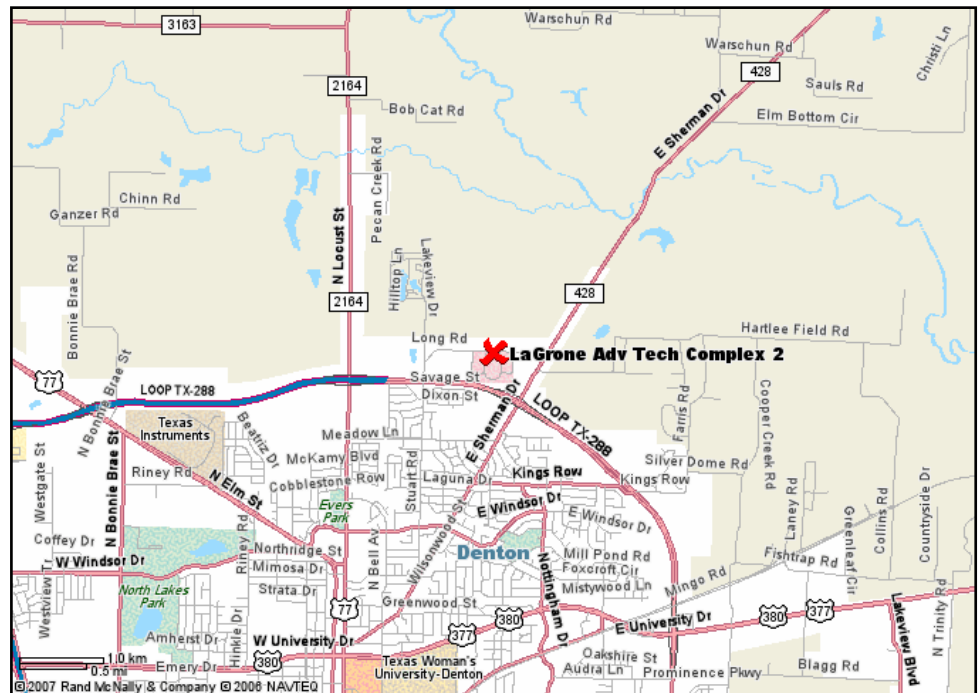 Warschun Rd
3163
Warschun Rd
Christi Ln
428
2164
Sauls Rd
Bob Cat Rd
Elm Bottom Cir
E Sherman Dr
Pecan Creek Rd
Chinn Rd
Ganzer Rd
N Locust St
Lakeview Dr
Hilltop Ln
Bonnie Brae Rd
428
2164
Hartlee Field Rd
Long Rd
LaGrone Adv Tech Complex 2
77
Savage St
LOOP TX-288
Dixon St
N Bonnie Brae St
E Sherman Dr
LOOP TX-288
Farris Rd
Cooper Creek Rd
Texas
Instruments
Beatriz Dr
Meadow Ln
McKamy Blvd
Stuart Rd
Silver Dome Rd
Westgate St
N Bonnie Brae St
Riney Rd
N Elm St
Cobblestone Row
Laguna Dr
Kings Row
Kings Row
Evers
Park
E Windsor Dr
E Windsor Dr
Laney Rd
Collins Rd
Countryside Dr
Greenleaf Cir
Coffey Dr
Riney Rd
Northridge St
N Bell Av
Wilsonwood St
Denton
Mill Pond Rd
Fishtrap Rd
W Windsor Dr
Mimosa Dr
Foxcroft Cir
Mingo Rd
Westview Tr
North Lakes
Park
Strata Dr
Mistywood Ln
Nottingham Dr
77
Greenwood St
380
377
Amherst Dr
Hinkle Dr
W University Dr
377
380
E University Dr
Lakeview Blvd
N Trinity Rd
1.0 km
0.5 mi
Emery Dr
380
Texas Woman's
University-Denton
Oakshire St
Audra Ln
Prominence Pkwy
Blagg Rd
©2007 Rand McNally & Company ©2006 NAVTEQ